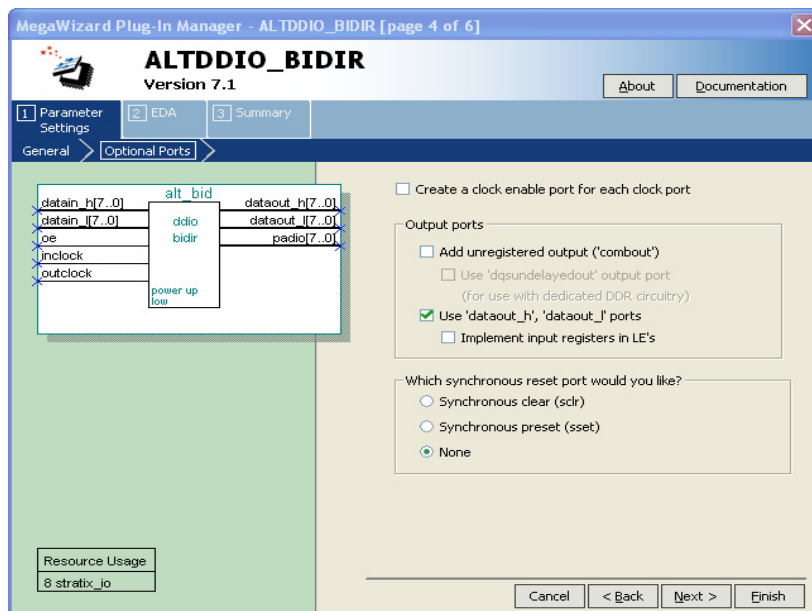 MegaWizard Plug-In Manager - ALTDDIO_BIDIR [page 4 of 6]
ALTDDIO_BIDIR
Version 7.1
About
Documentation
1 Parameter Settings
2 EDA
3 Summary
General
Optional Ports
alt_bid
datain_h[7..0]
dataout_h[7..0]
datain_l[7..0]
ddio
dataout_l[7..0]
oe
bidir
padio[7..0]
inclock
outclock
power up
low
Resource Usage
8 stratix_io
Create a clock enable port for each clock port
Output ports
Add unregistered output ('combout')
Use 'dqsundelayedout' output port
(for use with dedicated DDR circuitry)
Use 'dataout_h', 'dataout_l' ports
Implement input registers in LE's
Which synchronous reset port would you like?
Synchronous clear (sclr)
Synchronous preset (sset)
None
Cancel
< Back
Next >
Finish